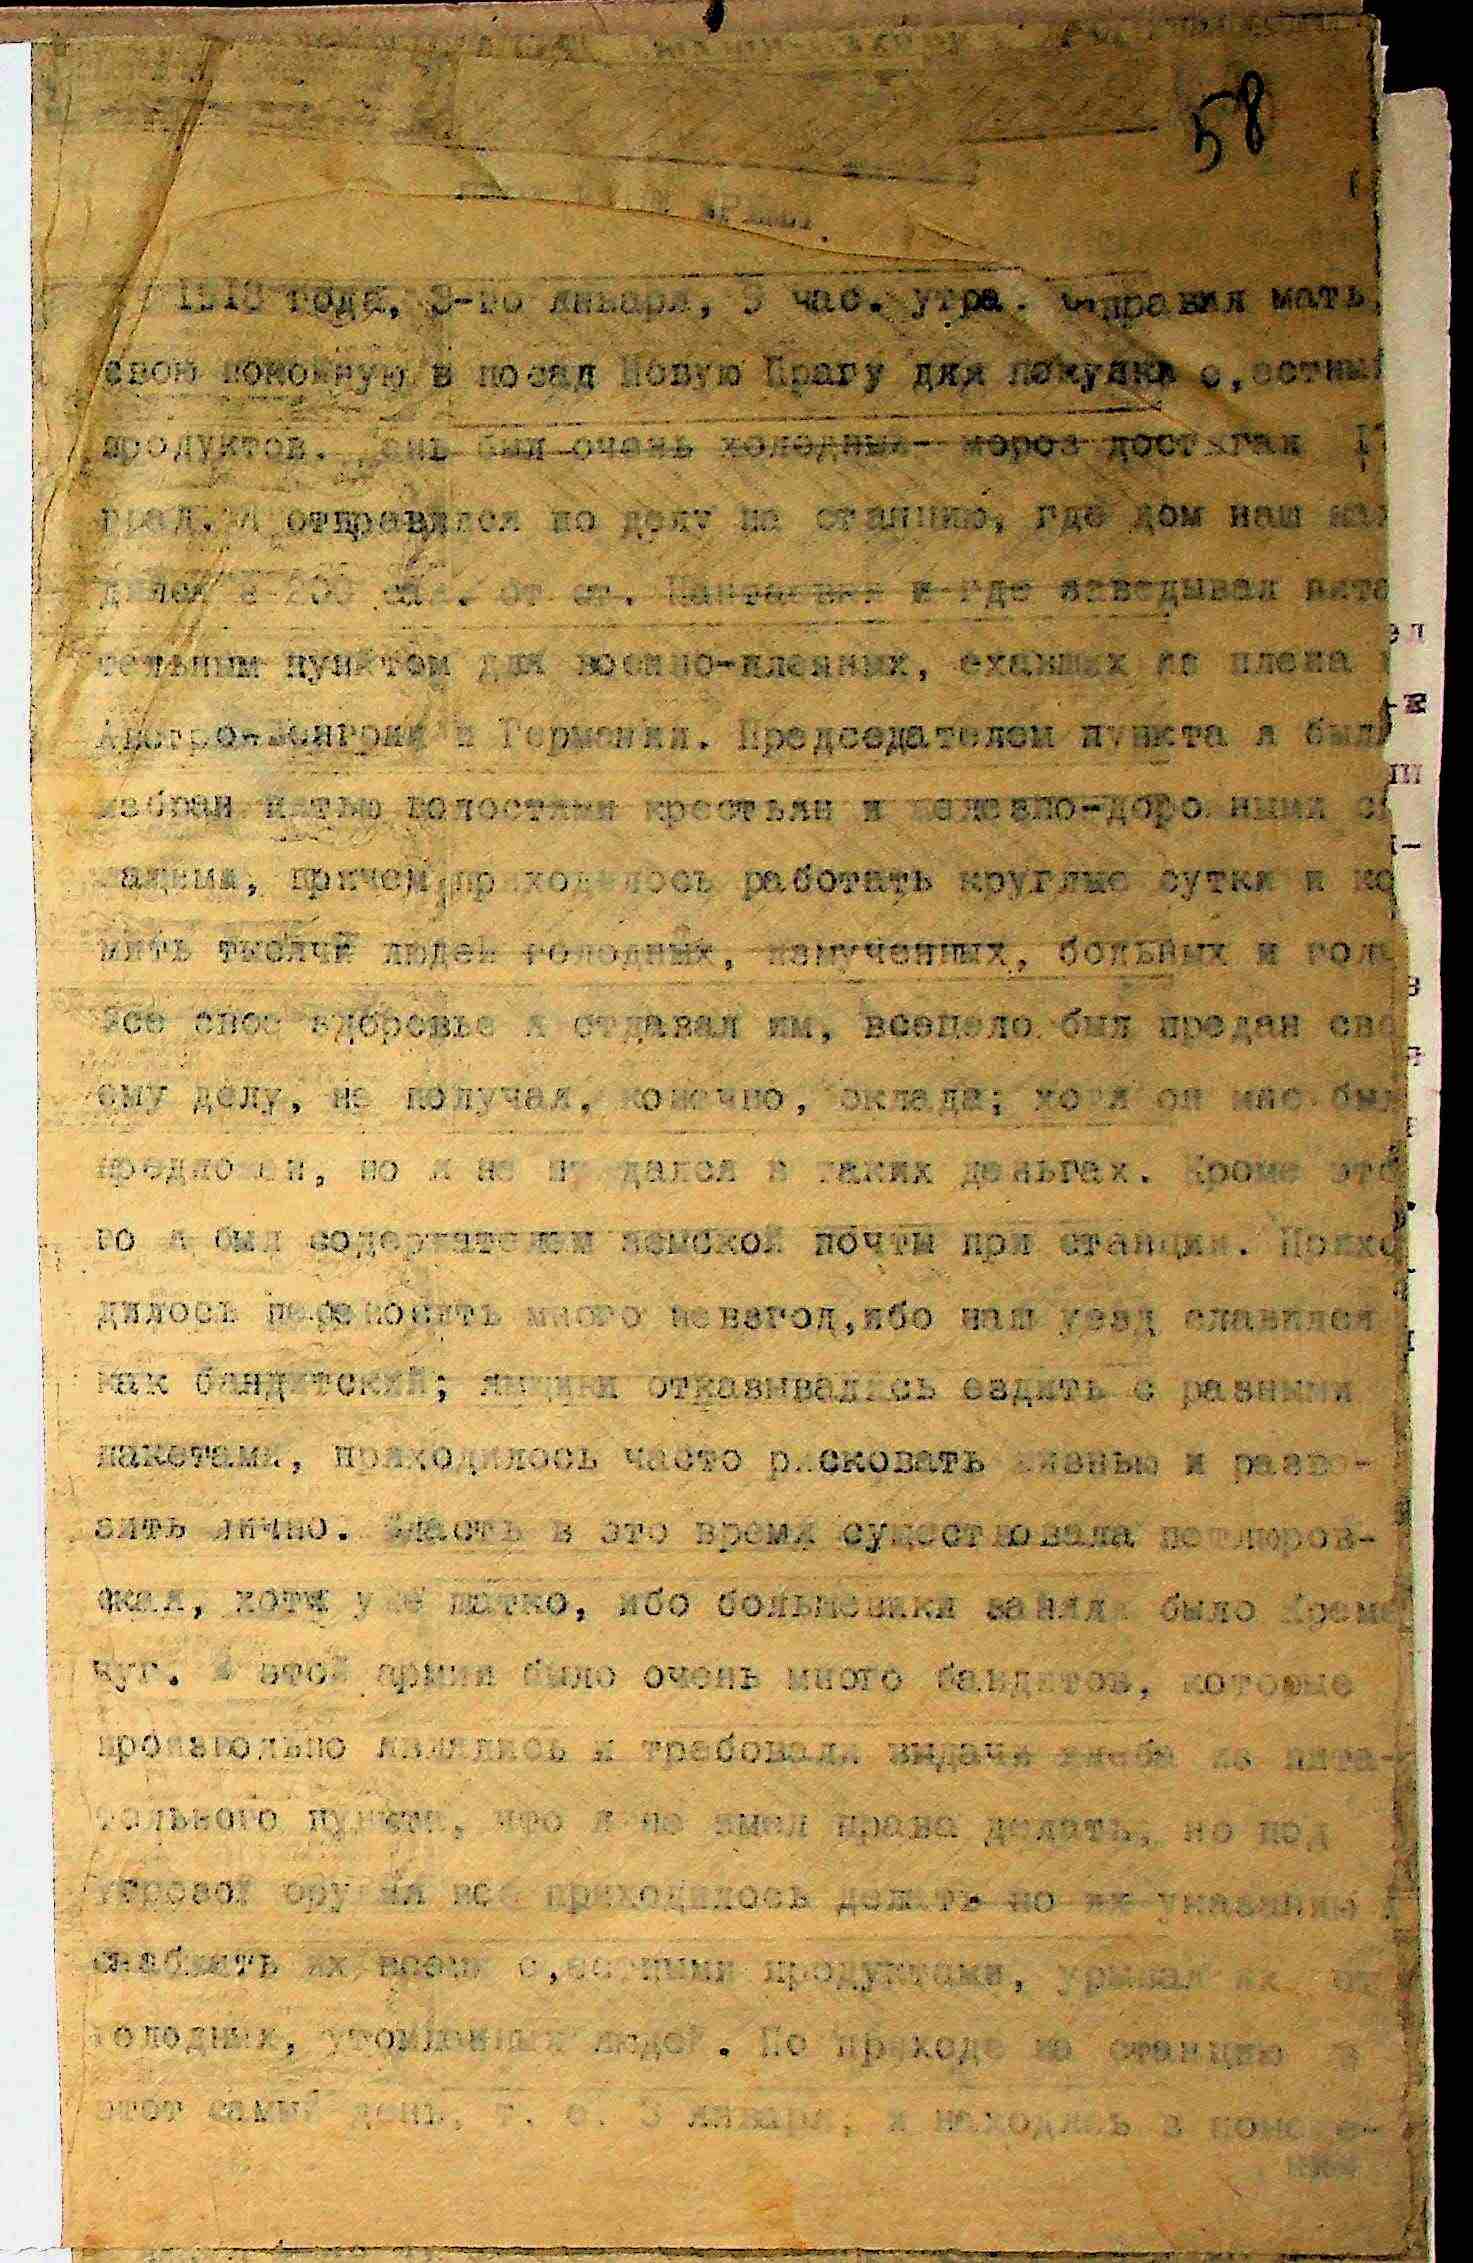 58
года, 3-го января, 5 час. утра. Отправил мать,
свою покойную в посад Новую Прагу для покупки с,естны
продуктов. День был очень холодный- мороз достигал 17
град. Я отправился по делу на станцию, где дом наш нах
дился в 200 саж. от ст. и где заведывал пита
тельным пунктом для военно-пленных, ехавших из плена
Австро-Венгрии и Германии. Председателем пункта я был
избран пятью волостями крестьян и железно-дорожными с
причем приходилось работать круглые сутки и ко
мить тысячи людей голодных, измученных, больных и гол
Все свое здоровье я отдавал им, всецело был предан сво
ему делу, не получал, конечно, оклада; хотя он мне был
предложен, но я не нуждался в таких деньгах. Кроме это
го я был содержателем земской почты при станции. Прихо
дилось переносить много невзгод,ибо наш уезд славился
как бандитский; ямщики отказывались ездить с разными
пакетами, приходилось часто рисковать жизнью и разво-
зить лично. Власть в это время существовала петлюров-
ская, хотя уже шатко, ибо большевики заняли было Креме
чуг. В этой армии было очень много бандитов, которые
произвольно являлись и требовали выдачи хлеба из пита-
тельного пункта, что я не имел права делать, но под
угрозой оружия все приходилось делать по их указанию
снабжать их всеми с,естными продуктами, урывая их от
голодных, утомленных людей. По приходе на станцию в
этот самый день, т. е. 3 января, я находясь в помеще-
нии